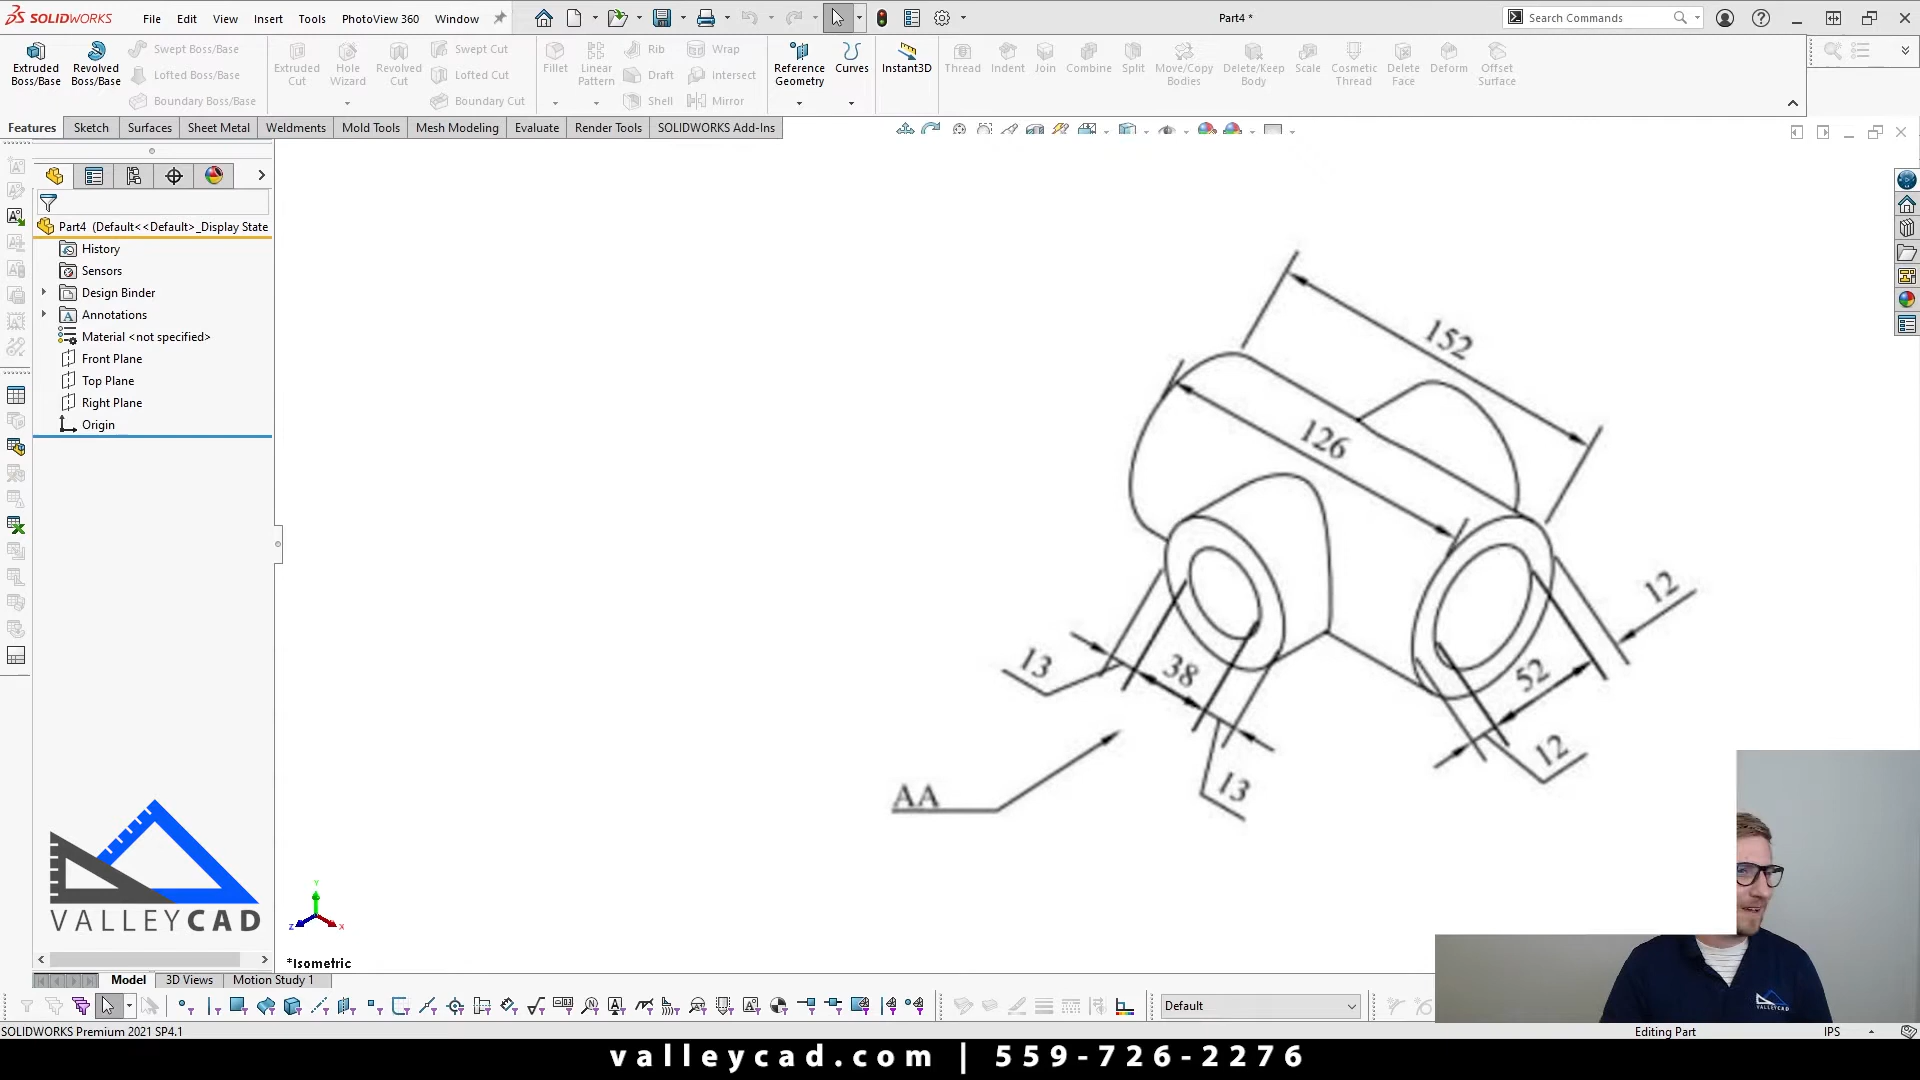 SOLIDWORKS File Edit View Insert Tools PhotoView 360 Window Part4 * Search Commands
Extruded Boss/Base
Revolved Boss/Base
Swept Boss/Base
Lofted Boss/Base
Boundary Boss/Base
Extruded Cut
Hole Wizard
Revolved Cut
Swept Cut
Lofted Cut
Boundary Cut
Fillet
Linear Pattern
Rib
Draft
Shell
Wrap
Intersect
Mirror
Reference Geometry
Curves
Instant3D
Thread
Indent
Join
Combine
Split
Move/Copy Bodies
Delete/Keep Body
Scale
Cosmetic Thread
Delete Face
Deform
Offset Surface
Features Sketch Surfaces Sheet Metal Weldments Mold Tools Mesh Modeling Evaluate Render Tools SOLIDWORKS Add-Ins
Part4 (Default<<Default>_Display State
History
Sensors
Design Binder
Annotations
Material <not specified>
Front Plane
Top Plane
Right Plane
Origin
152
126
12
13
38
52
12
13
AA
VALLEYCAD
Y
Z
X
*Isometric
Model 3D Views Motion Study 1
Default
VALLEYCAD
SOLIDWORKS Premium 2021 SP4.1 Editing Part IPS
valleycad.com | 559-726-2276